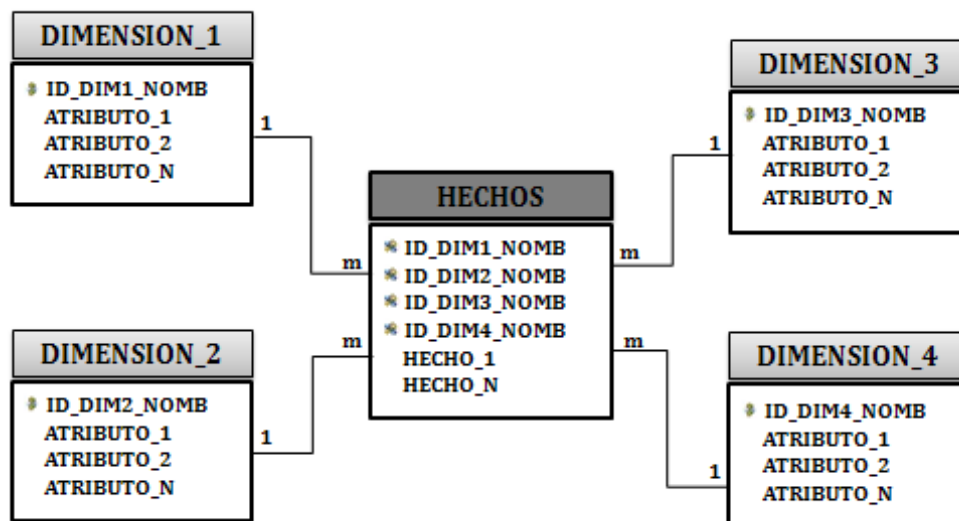 DIMENSION_1
ID_DIM1_NOMB
ATRIBUTO_1
ATRIBUTO_2
ATRIBUTO_N
1
m
DIMENSION_3
ID_DIM3_NOMB
ATRIBUTO_1
ATRIBUTO_2
ATRIBUTO_N
1
m
HECHOS
ID_DIM1_NOMB
ID_DIM2_NOMB
ID_DIM3_NOMB
ID_DIM4_NOMB
HECHO_1
HECHO_N
DIMENSION_2
ID_DIM2_NOMB
ATRIBUTO_1
ATRIBUTO_2
ATRIBUTO_N
1
m
DIMENSION_4
ID_DIM4_NOMB
ATRIBUTO_1
ATRIBUTO_2
ATRIBUTO_N
1
m